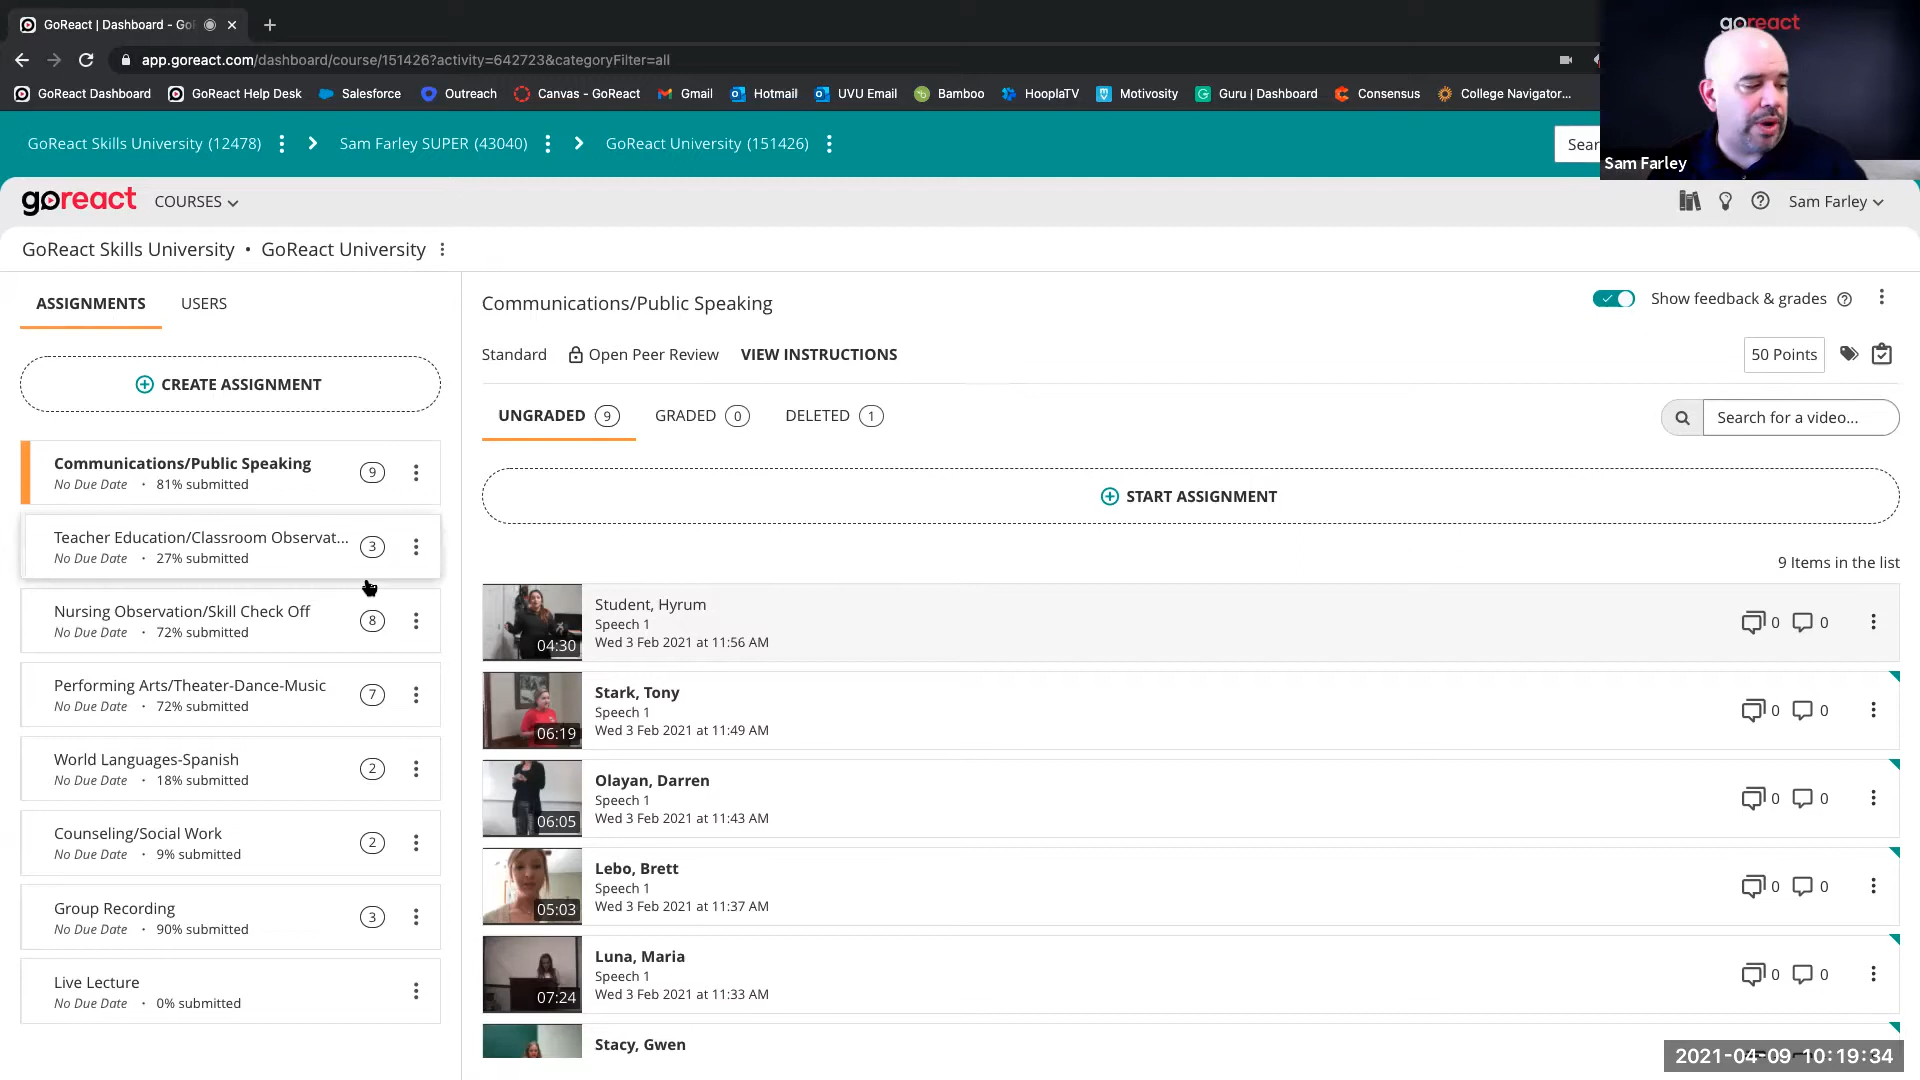 GoReact | Dashboard - Go
app.goreact.com/dashboard/course/151426?activity=642723&categoryFilter=all
GoReact Dashboard GoReact Help Desk Salesforce Outreach Canvas - GoReact Gmail Hotmail UVU Email Bamboo HooplaTV Motivosity Guru | Dashboard Consensus College Navigator...
goreact
Sam Farley
GoReact Skills University (12478) Sam Farley SUPER (43040) GoReact University (151426) Sear
goreact COURSES Sam Farley
GoReact Skills University • GoReact University
ASSIGNMENTS USERS
CREATE ASSIGNMENT
Communications/Public Speaking 9
No Due Date · 81% submitted
Teacher Education/Classroom Observat... 3
No Due Date · 27% submitted
Nursing Observation/Skill Check Off 8
No Due Date · 72% submitted
Performing Arts/Theater-Dance-Music 7
No Due Date · 72% submitted
World Languages-Spanish 2
No Due Date · 18% submitted
Counseling/Social Work 2
No Due Date · 9% submitted
Group Recording 3
No Due Date · 90% submitted
Live Lecture
No Due Date · 0% submitted
Communications/Public Speaking Show feedback & grades
Standard Open Peer Review VIEW INSTRUCTIONS 50 Points
UNGRADED 9 GRADED 0 DELETED 1 Search for a video...
START ASSIGNMENT
9 Items in the list
Student, Hyrum
Speech 1
Wed 3 Feb 2021 at 11:56 AM
04:30 0 0
Stark, Tony
Speech 1
Wed 3 Feb 2021 at 11:49 AM
06:19 0 0
Olayan, Darren
Speech 1
Wed 3 Feb 2021 at 11:43 AM
06:05 0 0
Lebo, Brett
Speech 1
Wed 3 Feb 2021 at 11:37 AM
05:03 0 0
Luna, Maria
Speech 1
Wed 3 Feb 2021 at 11:33 AM
07:24 0 0
Stacy, Gwen
2021-04-09 10:19:34